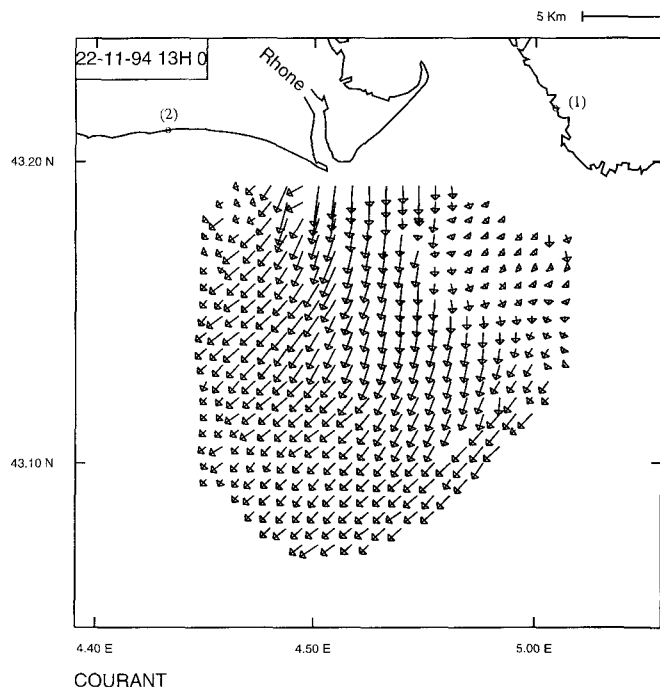 5 Km
22-11-94 13H 0
Rhone
(1)
(2)
43.20 N
43.10 N
4.40 E
4.50 E
5.00 E
COURANT